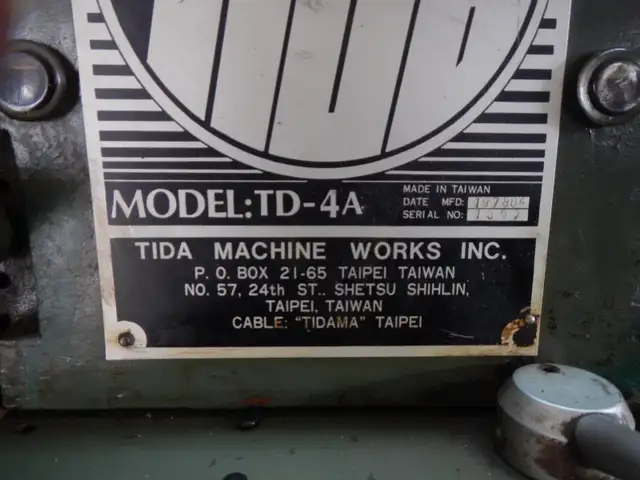 MODEL:TD-4A
MADE IN TAIWAN
DATE MFD: 197806
SERIAL NO:
TIDA MACHINE WORKS INC.
P. O. BOX 21-65 TAIPEI TAIWAN
NO. 57, 24th ST.. SHETSU SHIHLIN,
TAIPEI, TAIWAN
CABLE: "TIDAMA" TAIPEI